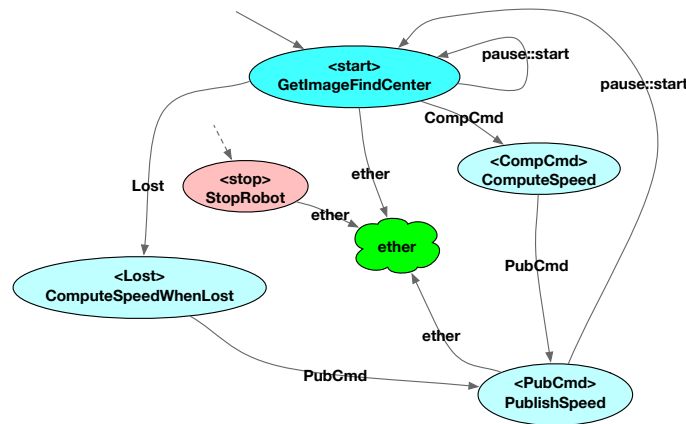 pause::start
<start>
GetImageFindCenter
pause::start
CompCmd
<CompCmd>
ComputeSpeed
ether
Lost
<stop>
StopRobot
ether
ether
PubCmd
<Lost>
ComputeSpeedWhenLost
ether
PubCmd
<PubCmd>
PublishSpeed